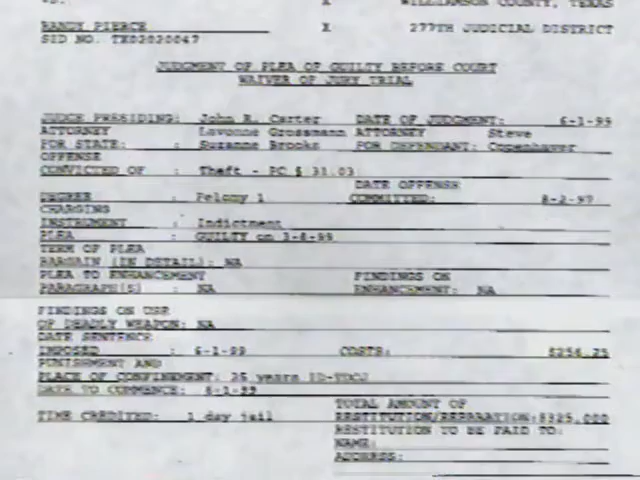 VS. X WILLIAMSON COUNTY, TEXAS
RANDY PIERCE X 277TH JUDICIAL DISTRICT
SID NO. TX02020047
JUDGMENT OF PLEA OF GUILTY BEFORE COURT
WAIVER OF JURY TRIAL
JUDGE PRESIDING: John R. Carter DATE OF JUDGMENT: 6-1-99
ATTORNEY Lavonne Grossmann ATTORNEY Steve
FOR STATE: Suzanne Brooks FOR DEFENDANT: Copenhaver
OFFENSE
CONVICTED OF : Theft - PC $ 31.03
DATE OFFENSE
DEGREE : Felony 1 COMMITTED: 8-2-97
CHARGING
INSTRUMENT : Indictment
PLEA : GUILTY on 3-8-99
TERM OF PLEA
BARGAIN (IN DETAIL): NA
PLEA TO ENHANCEMENT FINDINGS ON
PARAGRAPH(S) : NA ENHANCEMENT: NA
FINDINGS ON USE
OF DEADLY WEAPON: NA
DATE SENTENCE
IMPOSED : 6-1-99 COSTS: $256.25
PUNISHMENT AND
PLACE OF CONFINEMENT: years ID-TDCJ
DATE TO COMMENCE: 6-1-99
TOTAL AMOUNT OF
TIME CREDITED: 1 day jail RESTITUTION/REPARATION:$325,000
RESTITUTION TO BE PAID TO:
NAME:
ADDRESS: